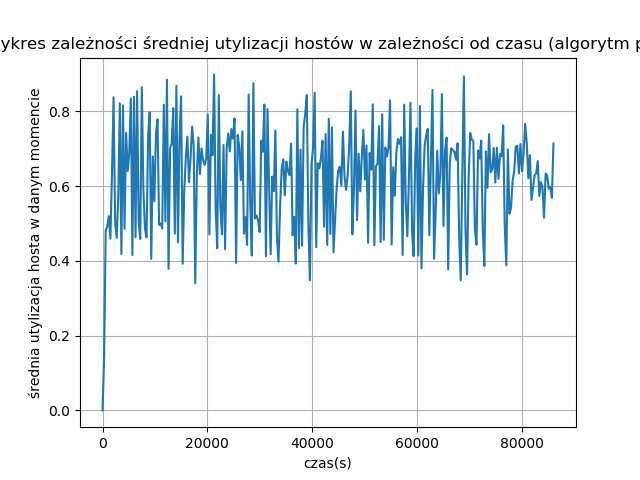 ykres zależności średniej utylizacji hostów w zależności od czasu (algorytm p
średnia utylizacja hosta w danym momencie
0.8
0.6
0.4
0.2
0.0
0 20000 40000 60000 80000
czas(s)